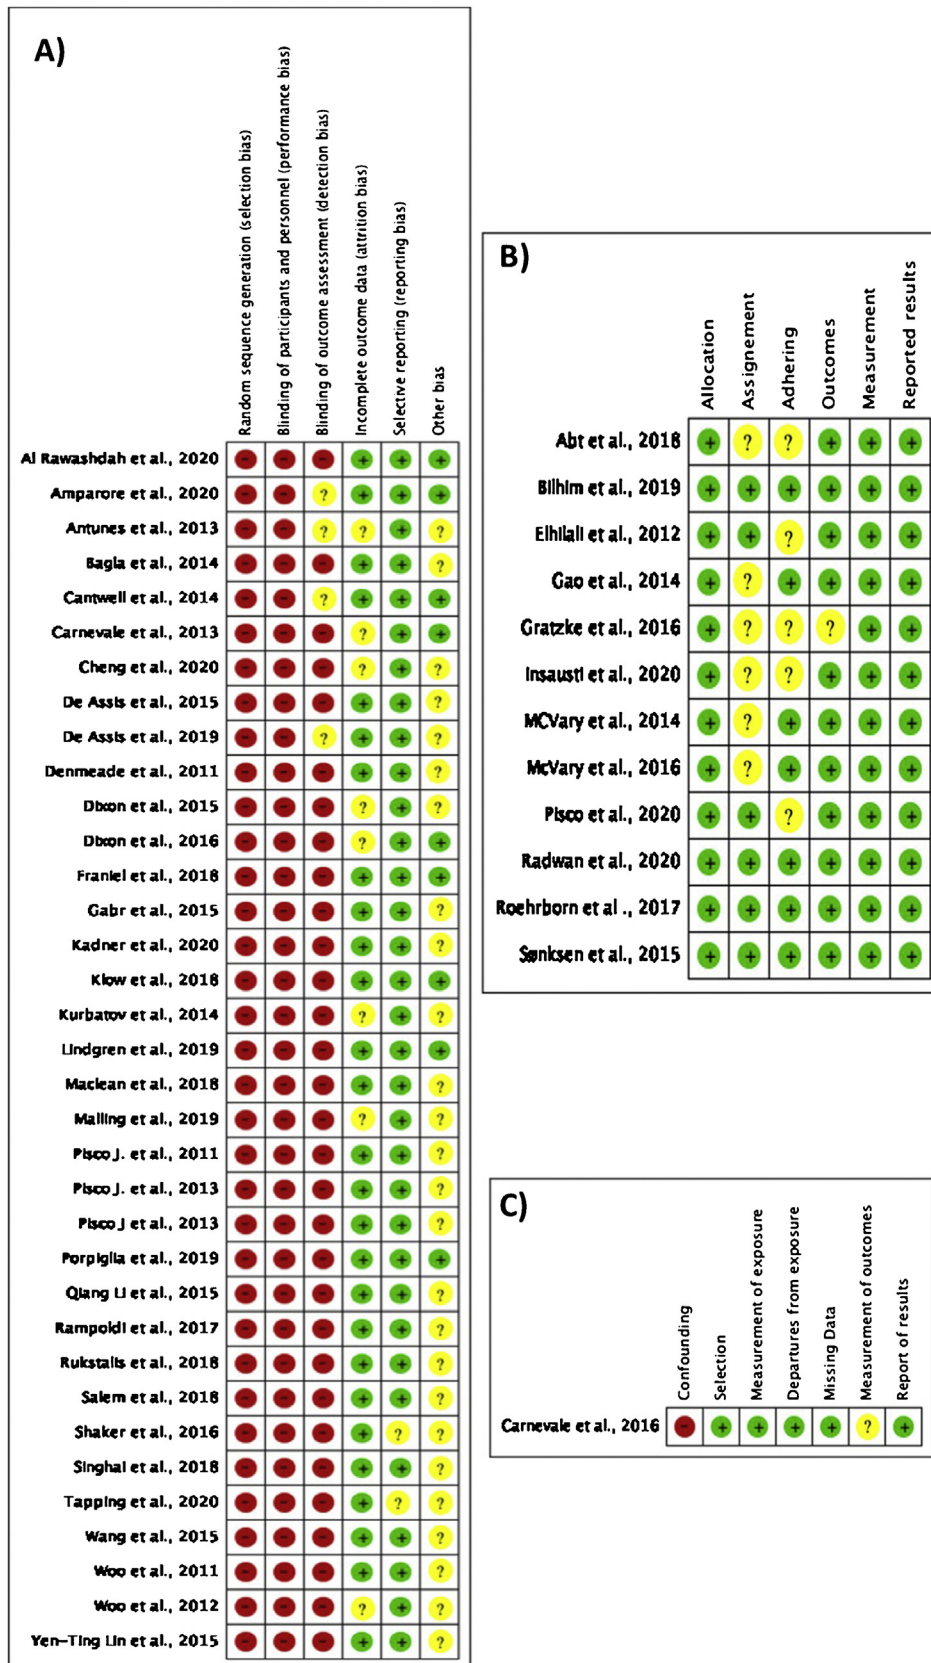 A)
Random sequence generation (selection bias)
Blinding of participants and personnel (performance bias)
Blinding of outcome assessment (detection bias)
Incomplete outcome data (attrition bias)
Selective reporting (reporting bias)
Other bias
Al Rawashdah et al., 2020 - - - + + +
Amparore et al., 2020 - - ? + + +
Antunes et al., 2013 - - ? ? + ?
Bagla et al., 2014 - - - + + ?
Cantwell et al., 2014 - - ? + + +
Carnevale et al., 2013 - - - ? + +
Cheng et al., 2020 - - - ? + ?
De Assis et al., 2015 - - - + + ?
De Assis et al., 2019 - - ? + + ?
Denmeade et al., 2011 - - - + + ?
Dixon et al., 2015 - - - ? + ?
Dixon et al., 2016 - - - ? + +
Franiel et al., 2018 - - - + + +
Gabr et al., 2015 - - - + + ?
Kadner et al., 2020 - - - + + ?
Klow et al., 2018 - - - + + +
Kurbatov et al., 2014 - - - ? + ?
Lindgren et al., 2019 - - - + + +
Maclean et al., 2018 - - - + + ?
Malling et al., 2019 - - - ? + ?
Pisco J. et al., 2011 - - - + + ?
Pisco J. et al., 2013 - - - + + ?
Pisco J et al., 2013 - - - + + ?
Porpiglia et al., 2019 - - - + + +
Qiang Li et al., 2015 - - - + + ?
Rampoldi et al., 2017 - - - + + ?
Rukstalis et al., 2018 - - - + + ?
Salem et al., 2018 - - - + + ?
Shaker et al., 2016 - - - + ? ?
Singhal et al., 2018 - - - + + ?
Tapping et al., 2020 - - - + ? ?
Wang et al., 2015 - - - + + ?
Woo et al., 2011 - - - + + ?
Woo et al., 2012 - - - ? + ?
Yen-Ting Lin et al., 2015 - - - + + ?
B)
Allocation
Assignement
Adhering
Outcomes
Measurement
Reported results
Abt et al., 2018 + ? ? + + +
Bilhim et al., 2019 + + + + + +
Elhilali et al., 2012 + + ? + + +
Gao et al., 2014 + ? + + + +
Gratzke et al., 2016 + ? ? ? + +
Insausti et al., 2020 + ? ? + + +
MCVary et al., 2014 + ? + + + +
McVary et al., 2016 + ? + + + +
Pisco et al., 2020 + + ? + + +
Radwan et al., 2020 + + + + + +
Roehrborn et al ., 2017 + + + + + +
Sønksen et al., 2015 + + + + + +
C)
Confounding
Selection
Measurement of exposure
Departures from exposure
Missing Data
Measurement of outcomes
Report of results
Carnevale et al., 2016 - + + + + ? +